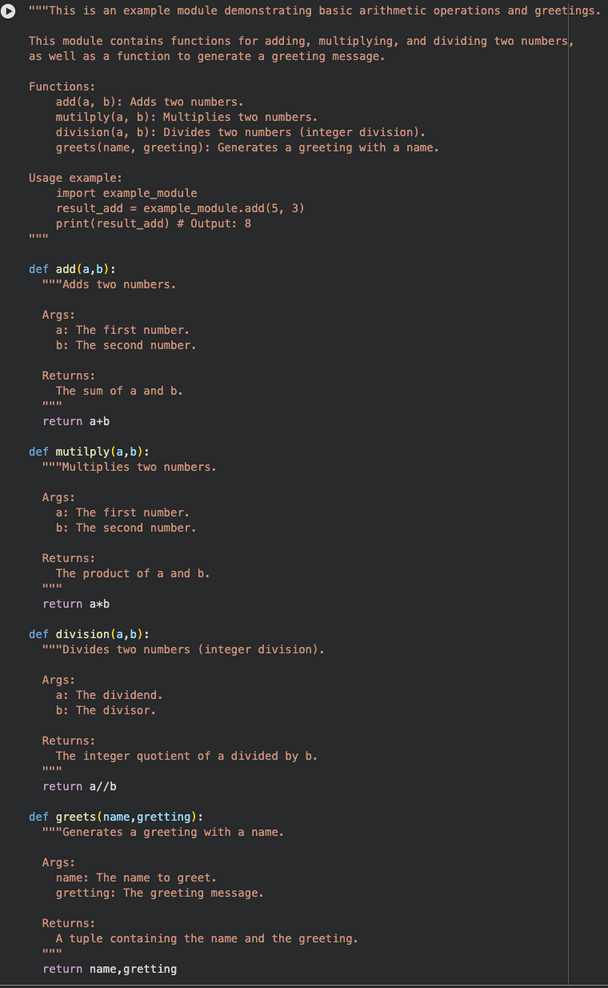 """This is an example module demonstrating basic arithmetic operations and greetings.

This module contains functions for adding, multiplying, and dividing two numbers,
as well as a function to generate a greeting message.

Functions:
    add(a, b): Adds two numbers.
    mutilply(a, b): Multiplies two numbers.
    division(a, b): Divides two numbers (integer division).
    greets(name, greeting): Generates a greeting with a name.

Usage example:
    import example_module
    result_add = example_module.add(5, 3)
    print(result_add) # Output: 8
"""

def add(a,b):
  """Adds two numbers.

  Args:
    a: The first number.
    b: The second number.

  Returns:
    The sum of a and b.
  """
  return a+b

def mutilply(a,b):
  """Multiplies two numbers.

  Args:
    a: The first number.
    b: The second number.

  Returns:
    The product of a and b.
  """
  return a*b

def division(a,b):
  """Divides two numbers (integer division).

  Args:
    a: The dividend.
    b: The divisor.

  Returns:
    The integer quotient of a divided by b.
  """
  return a//b

def greets(name,gretting):
  """Generates a greeting with a name.

  Args:
    name: The name to greet.
    gretting: The greeting message.

  Returns:
    A tuple containing the name and the greeting.
  """
  return name,gretting